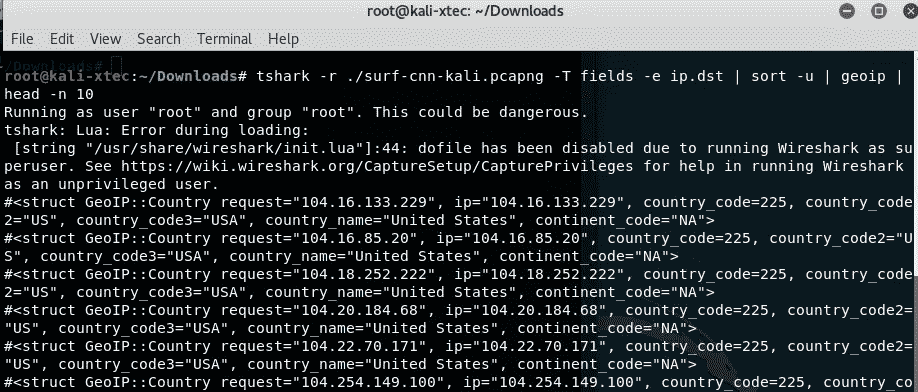 root@kali-xtec: ~/Downloads
File Edit View Search Terminal Help
root@kali-xtec:~/Downloads# tshark -r ./surf-cnn-kali.pcapng -T fields -e ip.dst | sort -u | geoip |
head -n 10
Running as user "root" and group "root". This could be dangerous.
tshark: Lua: Error during loading:
 [string "/usr/share/wireshark/init.lua"]:44: dofile has been disabled due to running Wireshark as su
peruser. See https://wiki.wireshark.org/CaptureSetup/CapturePrivileges for help in running Wireshark
as an unprivileged user.
#<struct GeoIP::Country request="104.16.133.229", ip="104.16.133.229", country_code=225, country_code
2="US", country_code3="USA", country_name="United States", continent_code="NA">
#<struct GeoIP::Country request="104.16.85.20", ip="104.16.85.20", country_code=225, country_code2="U
S", country_code3="USA", country_name="United States", continent_code="NA">
#<struct GeoIP::Country request="104.18.252.222", ip="104.18.252.222", country_code=225, country_code
2="US", country_code3="USA", country_name="United States", continent_code="NA">
#<struct GeoIP::Country request="104.20.184.68", ip="104.20.184.68", country_code=225, country_code2=
"US", country_code3="USA", country_name="United States", continent_code="NA">
#<struct GeoIP::Country request="104.22.70.171", ip="104.22.70.171", country_code=225, country_code2=
"US", country_code3="USA", country_name="United States", continent_code="NA">
#<struct GeoIP::Country request="104.254.149.100", ip="104.254.149.100", country_code=225, country_co